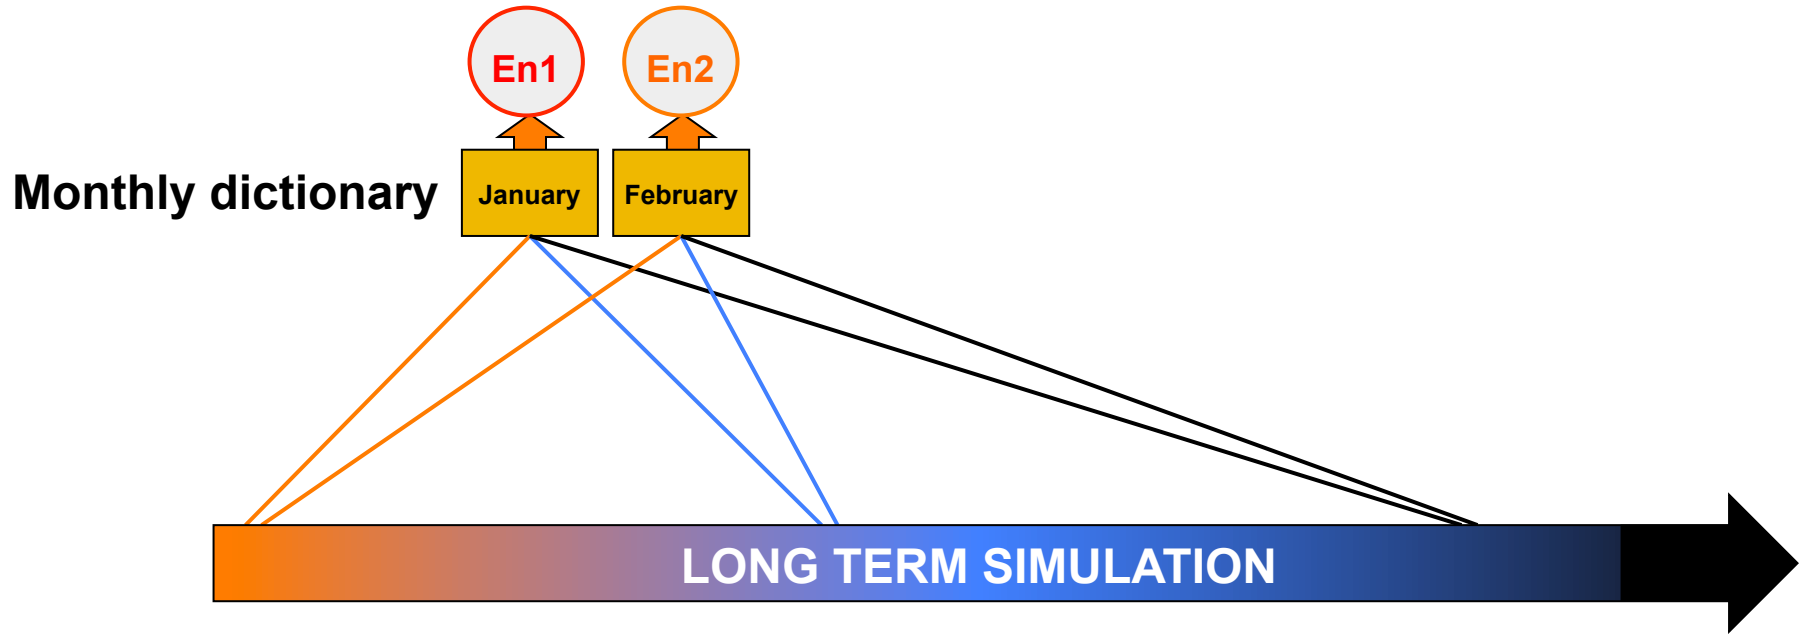 En1 En2
Monthly dictionary January February
LONG TERM SIMULATION